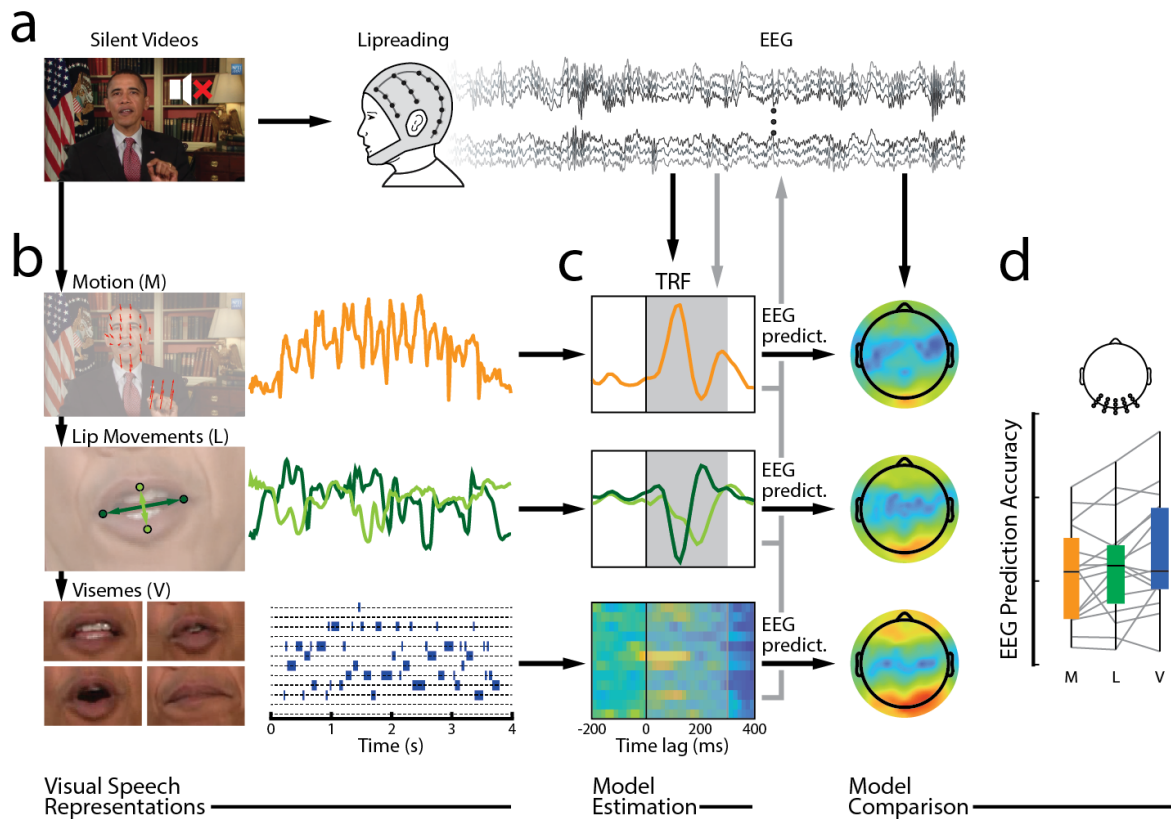 a
Silent Videos
Lipreading
EEG
b
Motion (M)
Lip Movements (L)
Visemes (V)
0
1
2
3
4
Time (s)
c
TRF
EEG
predict.
EEG
predict.
EEG
predict.
-200
0
200
400
Time lag (ms)
d
EEG Prediction Accuracy
M
L
V
Visual Speech
Representations
Model
Estimation
Model
Comparison